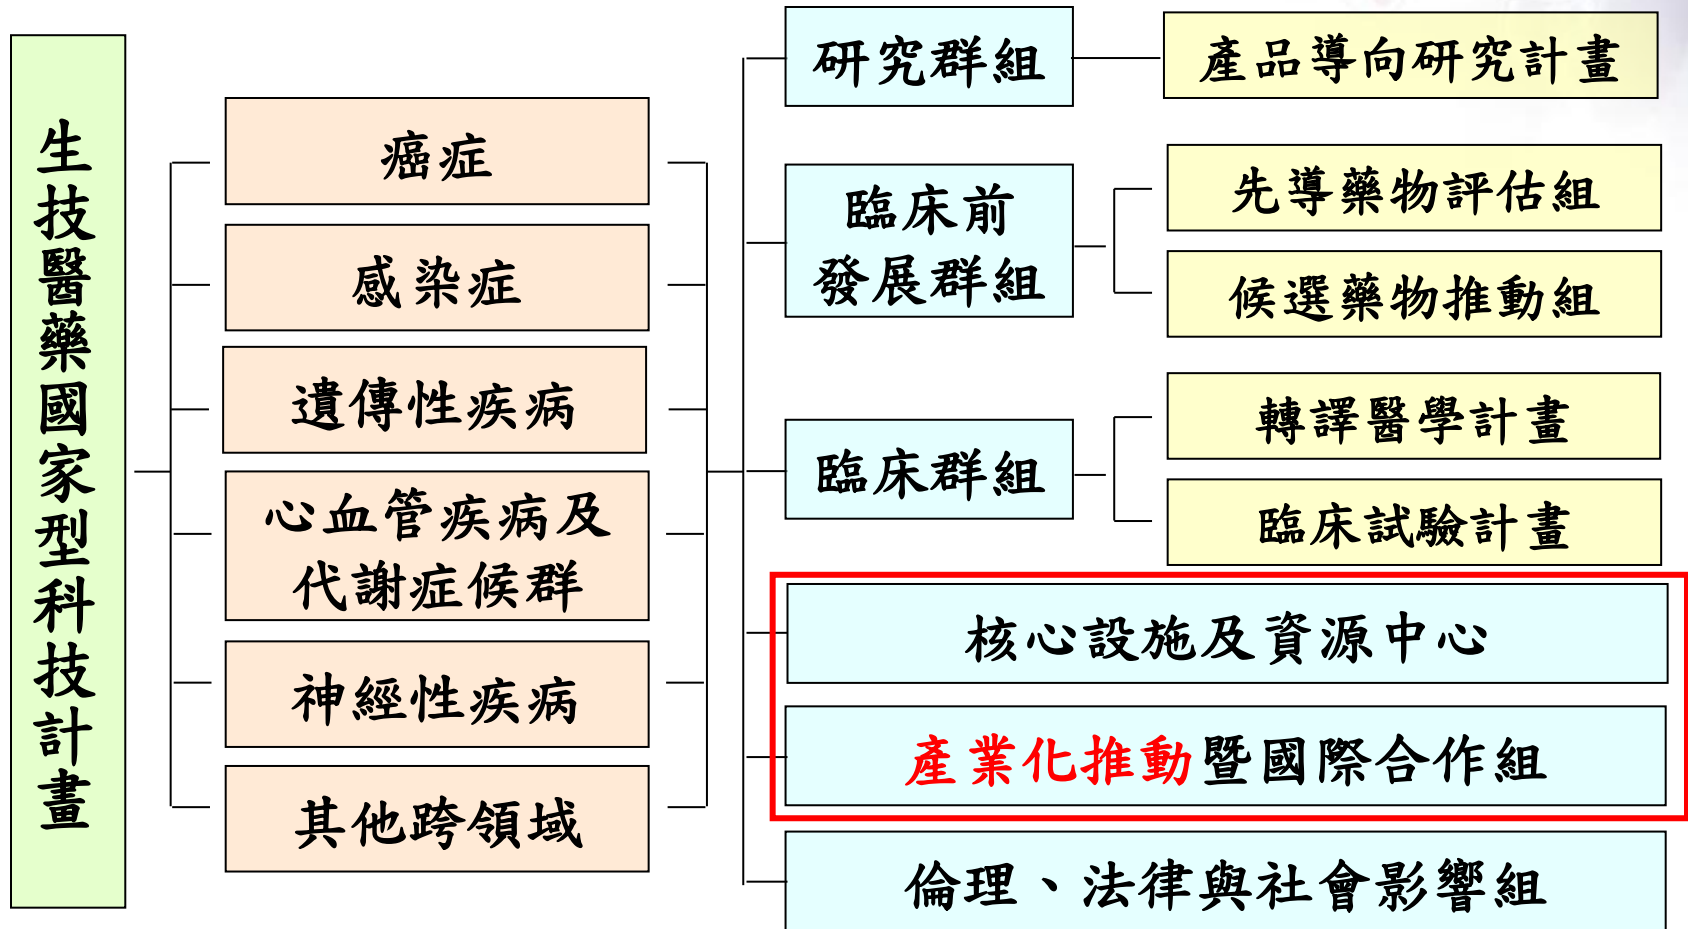 生技醫藥國家型科技計畫
癌症
感染症
遺傳性疾病
心血管疾病及
代謝症候群
神經性疾病
其他跨領域
研究群組
產品導向研究計畫
臨床前
發展群組
先導藥物評估組
候選藥物推動組
臨床群組
轉譯醫學計畫
臨床試驗計畫
核心設施及資源中心
產業化推動暨國際合作組
倫理、法律與社會影響組